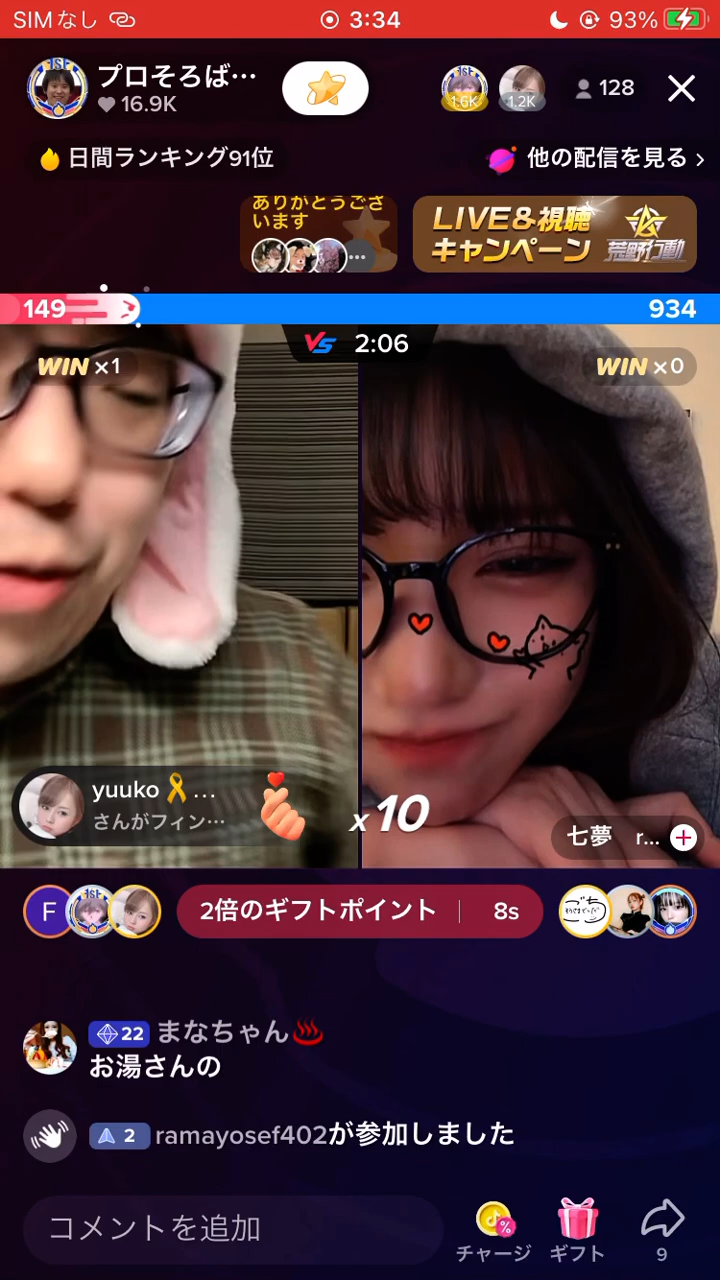 SIMなし 3:34 93%
プロそろば… 16.9K
1st
1.6K 1.2K 128
日間ランキング91位 他の配信を見る
ありがとうござ
います
LIVE&視聴
キャンペーン 荒野行動
149 934
VS 2:06
WIN ×1 WIN ×0
yuuko🎗️…
さんがフィン…
x 10
七夢 r...
F 1st 2倍のギフトポイント 8s
22 まなちゃん♨️
お湯さんの
2 ramayosef402が参加しました
コメントを追加 チャージ ギフト 9